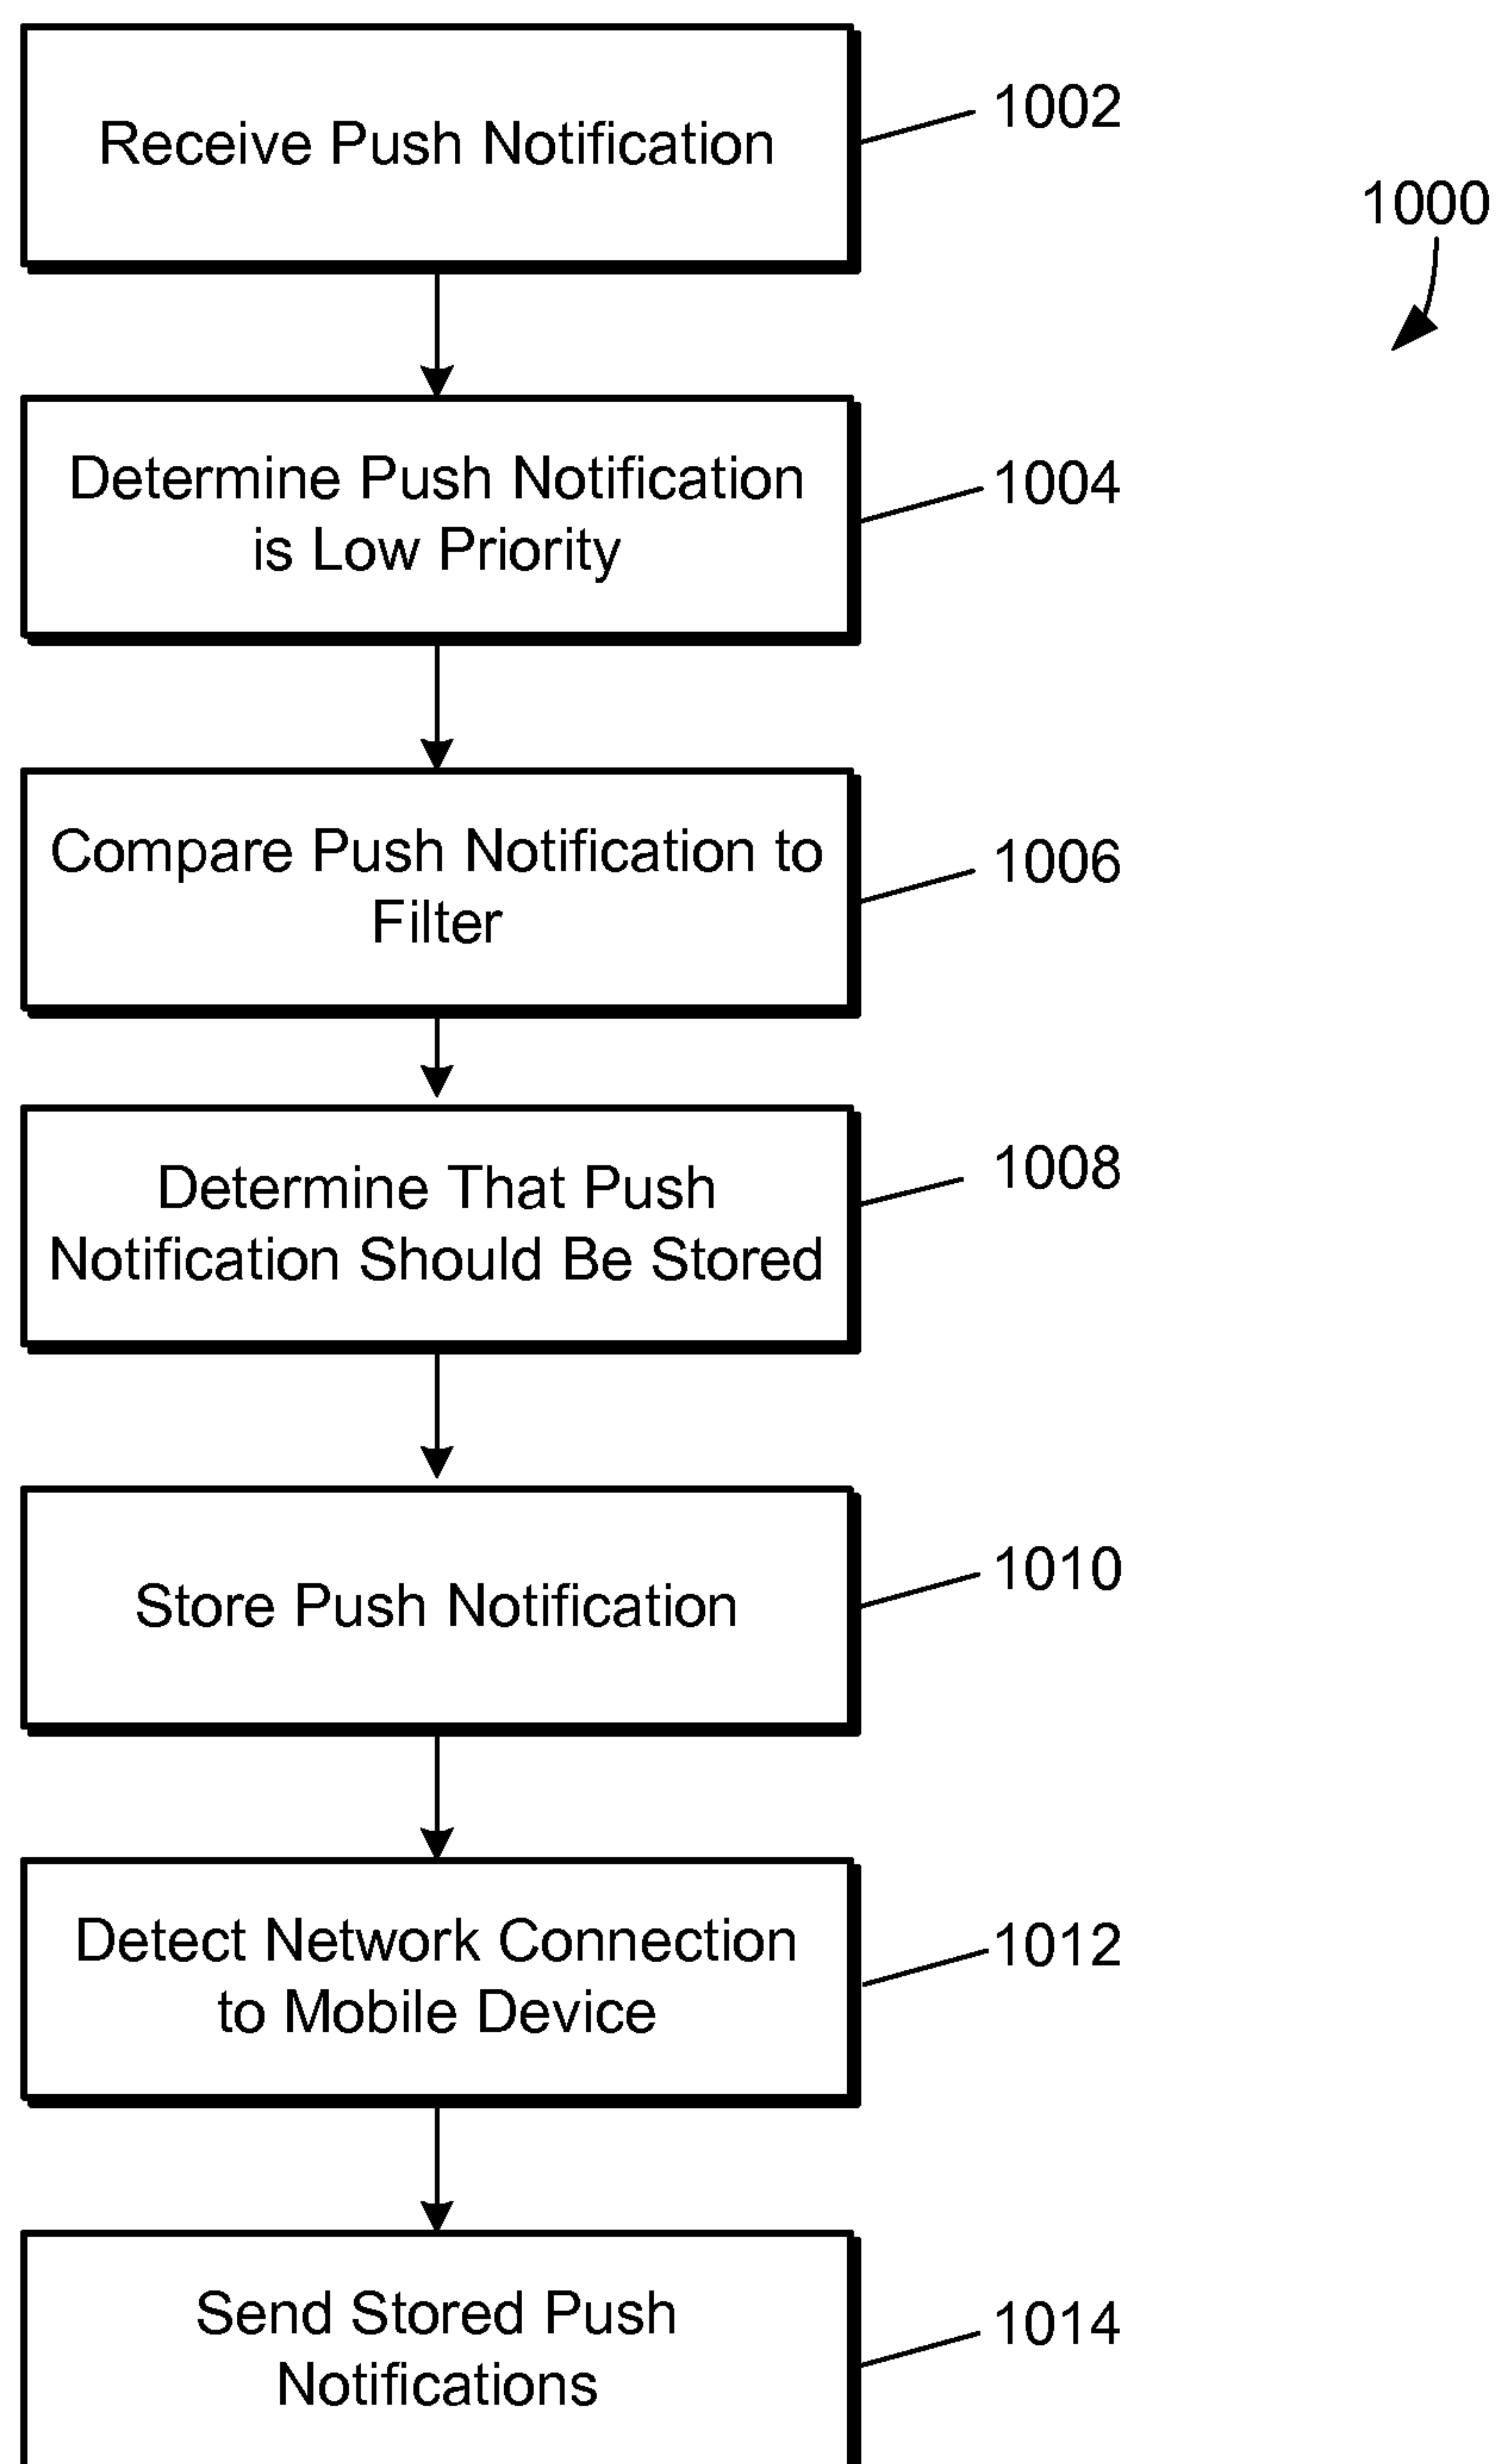 Receive Push Notification
1002
1000
Determine Push Notification
is Low Priority
1004
Compare Push Notification to
Filter
1006
Determine That Push
Notification Should Be Stored
1008
Store Push Notification
1010
Detect Network Connection
to Mobile Device
1012
Send Stored Push
Notifications
1014